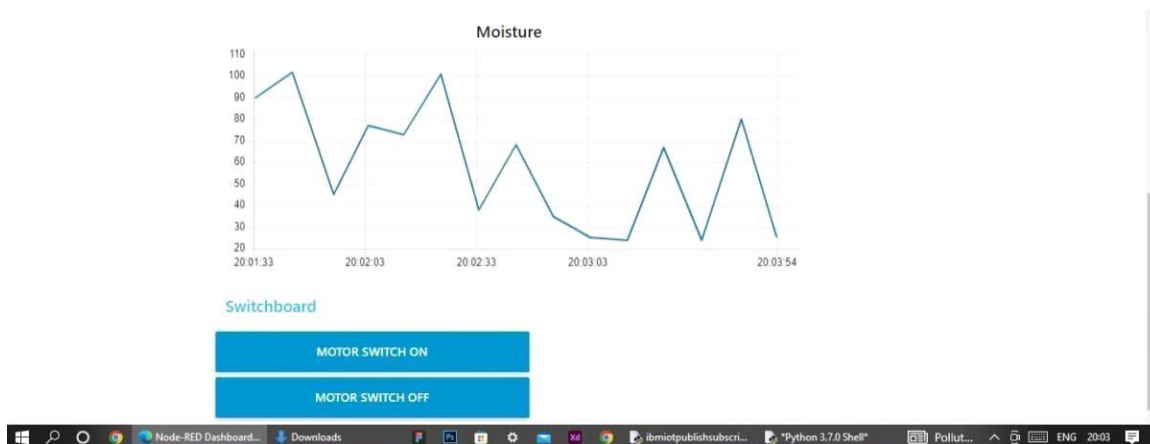 Moisture
110
100
90
80
70
60
50
40
30
20
20:01:33 20:02:03 20:02:33 20:03:03 20:03:54
Switchboard
MOTOR SWITCH ON
MOTOR SWITCH OFF
Node-RED Dashboard... Downloads Ps Xd ibmiotpublishsubscri... *Python 3.7.0 Shell* Pollut... ENG 20:03